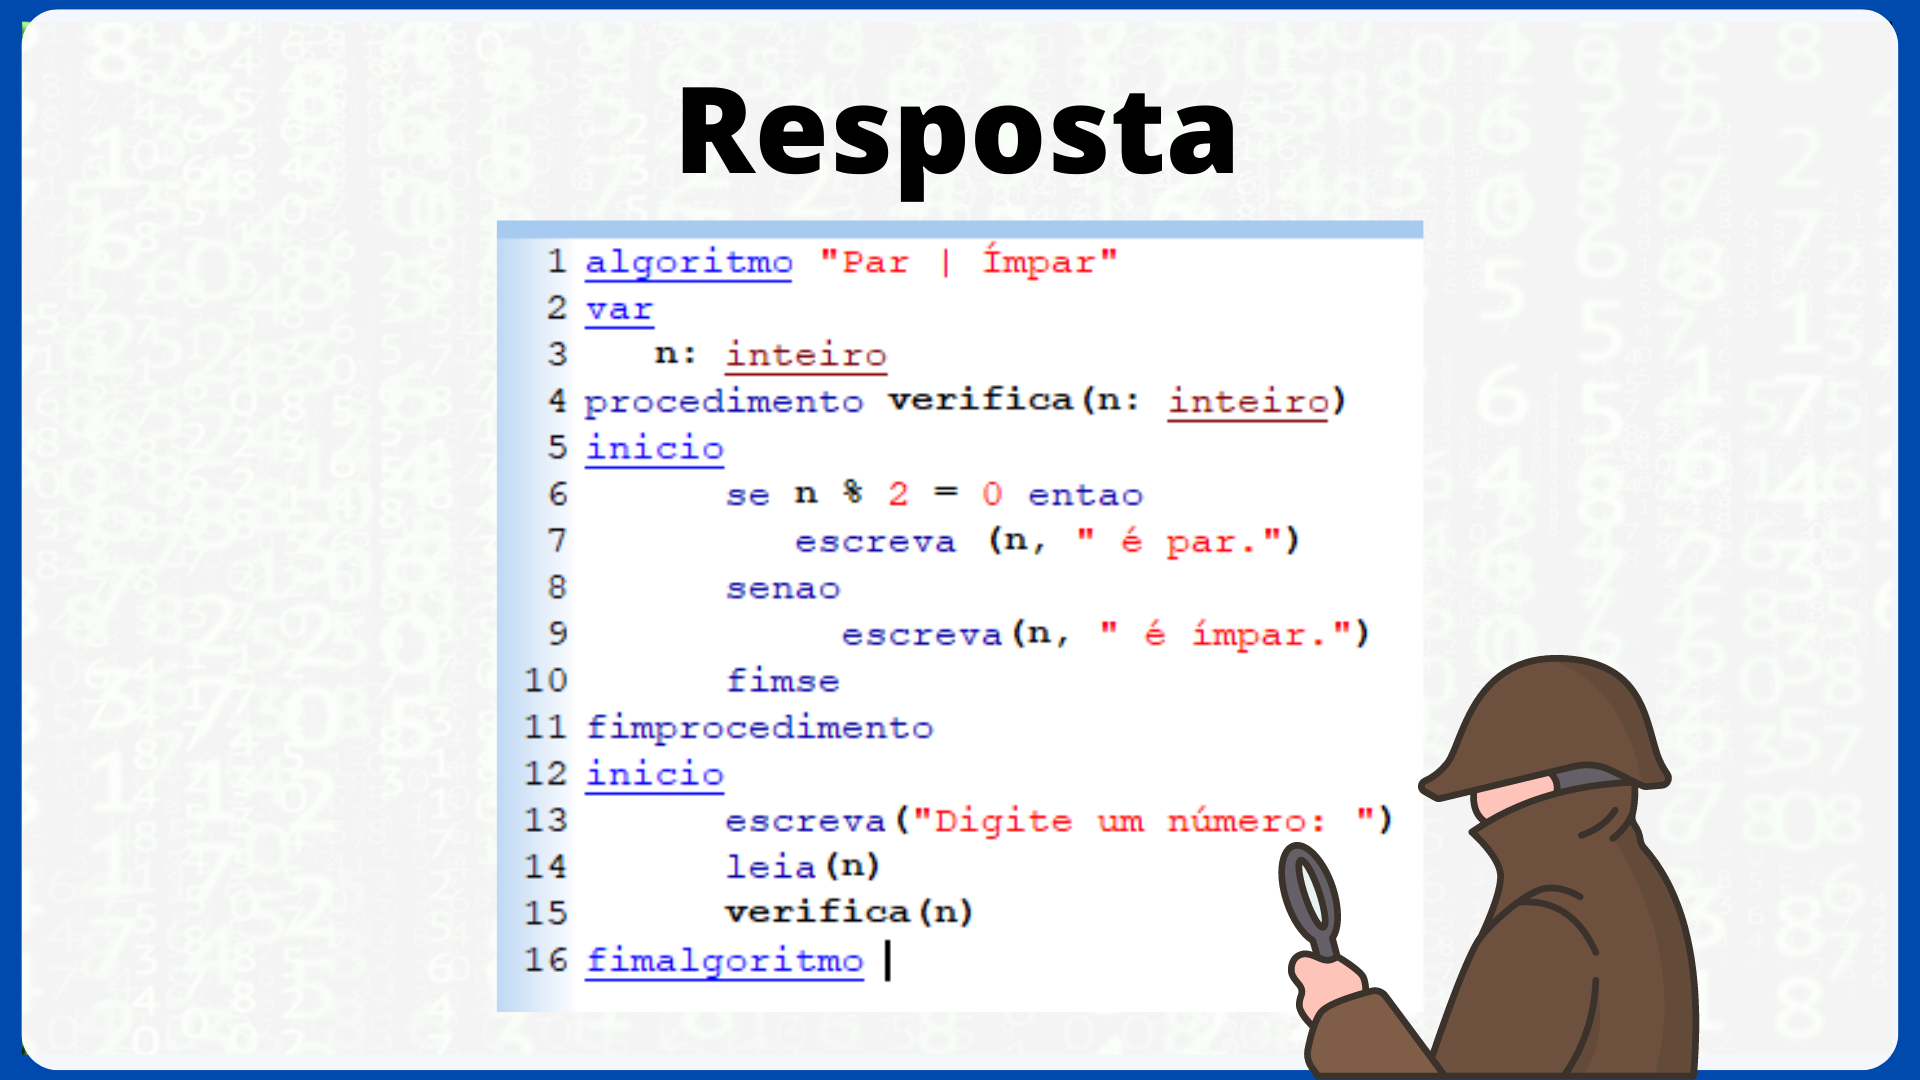 Resposta
1 algoritmo "Par | Ímpar"
2 var
3 n: inteiro
4 procedimento verifica(n: inteiro)
5 inicio
6 se n % 2 = 0 entao
7 escreva (n, " é par.")
8 senao
9 escreva(n, " é ímpar.")
10 fimse
11 fimprocedimento
12 inicio
13 escreva("Digite um número: ")
14 leia(n)
15 verifica(n)
16 fimalgoritmo